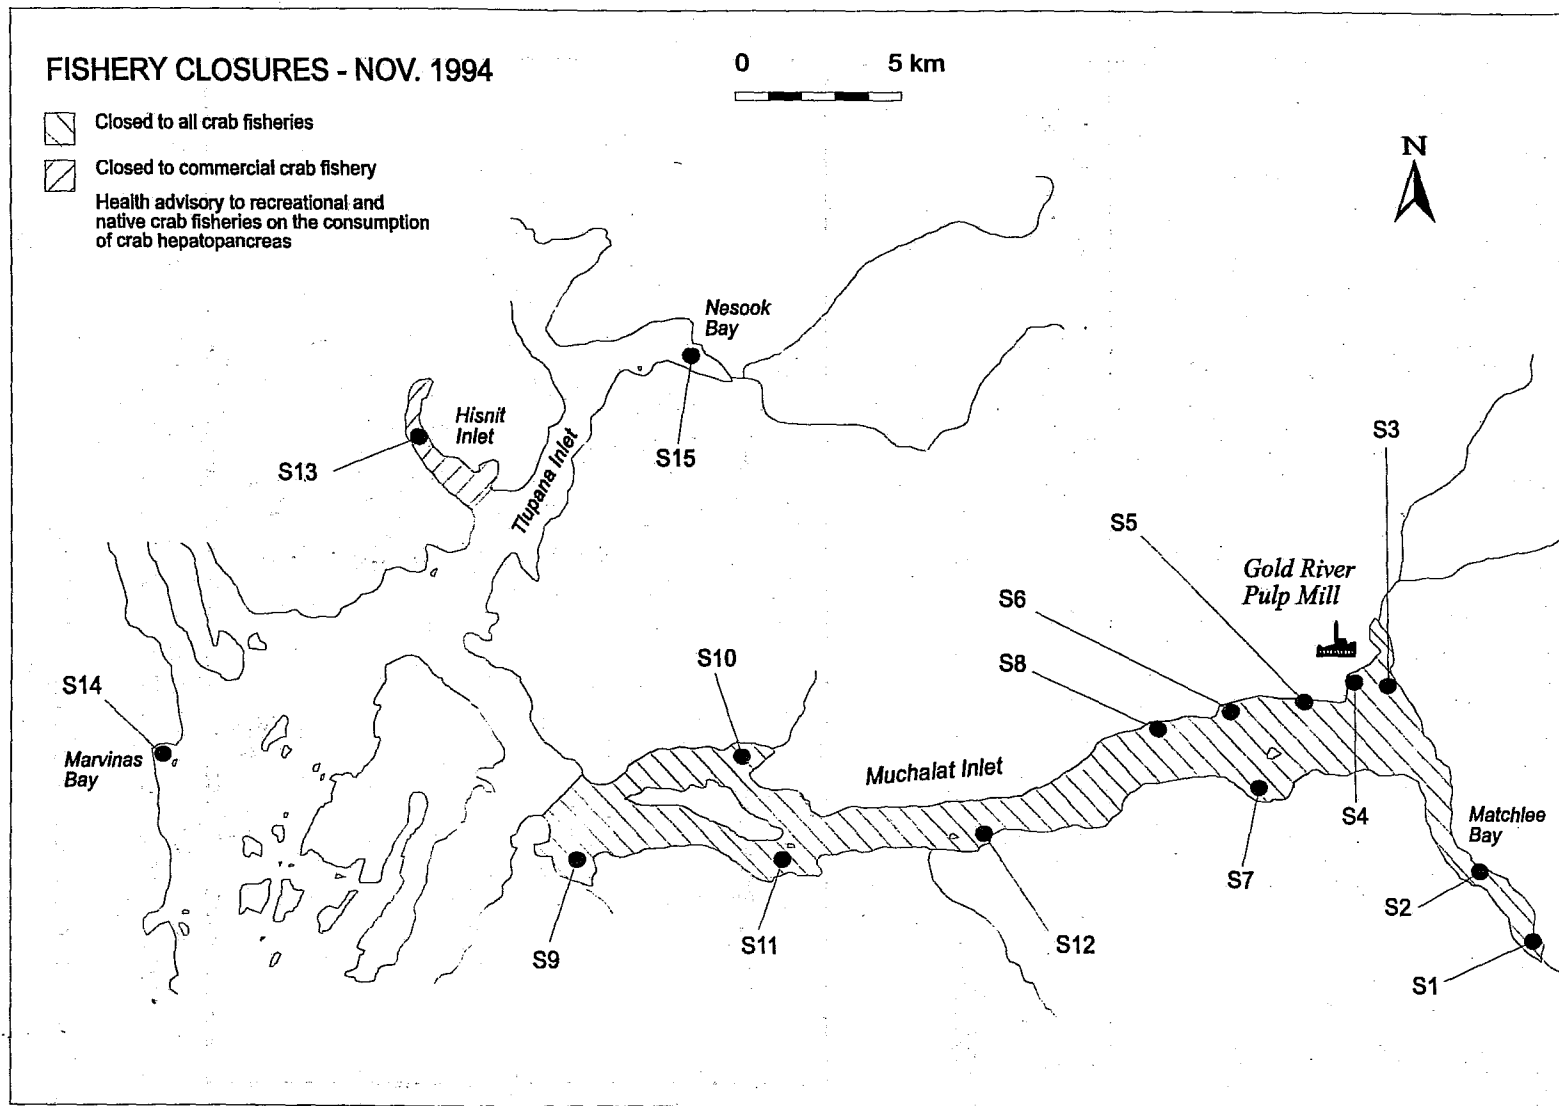 FISHERY CLOSURES - NOV. 1994
0 5 km
Closed to all crab fisheries
Closed to commercial crab fishery
Health advisory to recreational and
native crab fisheries on the consumption
of crab hepatopancreas
N
Nesook
Bay
Hisnit
Inlet
S13
S15
Tlupana Inlet
S3
S5
Gold River
Pulp Mill
S6
S8
S10
S14
Marvinas
Bay
Muchalat Inlet
S4
Matchlee
Bay
S7
S2
S9
S11
S12
S1